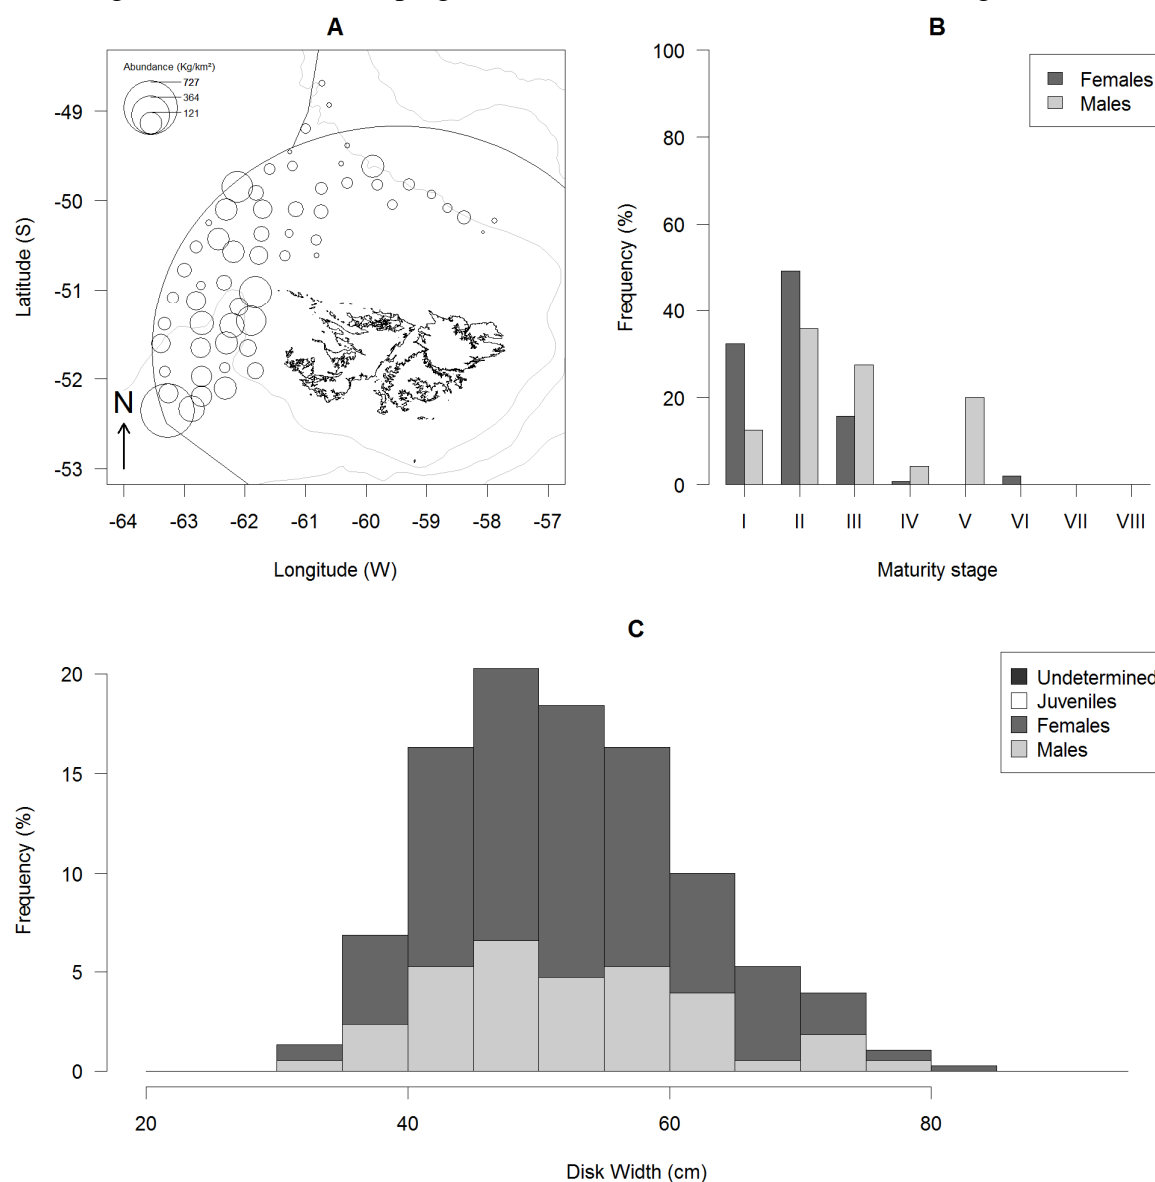 A
Abundance (Kg/km²)
727
364
121
-49
-50
-51
-52
-53
Latitude (S)
N
-64 -63 -62 -61 -60 -59 -58 -57
Longitude (W)
B
100
80
60
40
20
0
Frequency (%)
Females
Males
I II III IV V VI VII VIII
Maturity stage
C
20
15
10
5
0
Frequency (%)
Undetermined
Juveniles
Females
Males
20 40 60 80
Disk Width (cm)